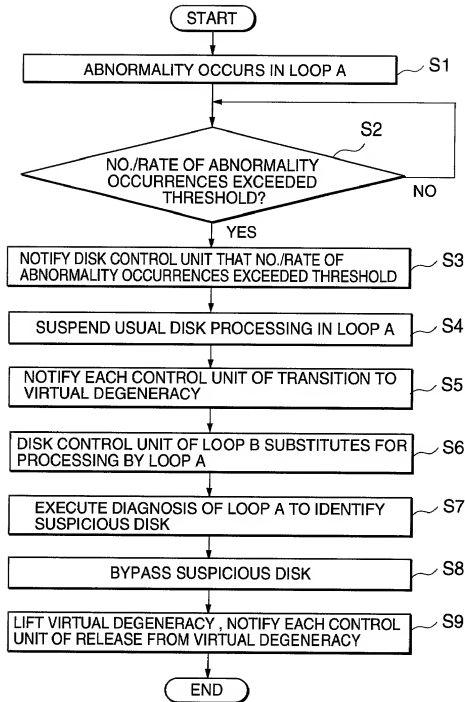 START
ABNORMALITY OCCURS IN LOOP A
S1
S2
NO./RATE OF ABNORMALITY
OCCURRENCES EXCEEDED
THRESHOLD?
NO
YES
NOTIFY DISK CONTROL UNIT THAT NO./RATE OF
ABNORMALITY OCCURRENCES EXCEEDED THRESHOLD
S3
SUSPEND USUAL DISK PROCESSING IN LOOP A
S4
NOTIFY EACH CONTROL UNIT OF TRANSITION TO
VIRTUAL DEGENERACY
S5
DISK CONTROL UNIT OF LOOP B SUBSTITUTES FOR
PROCESSING BY LOOP A
S6
EXECUTE DIAGNOSIS OF LOOP A TO IDENTIFY
SUSPICIOUS DISK
S7
BYPASS SUSPICIOUS DISK
S8
LIFT VIRTUAL DEGENERACY , NOTIFY EACH CONTROL
UNIT OF RELEASE FROM VIRTUAL DEGENERACY
S9
END